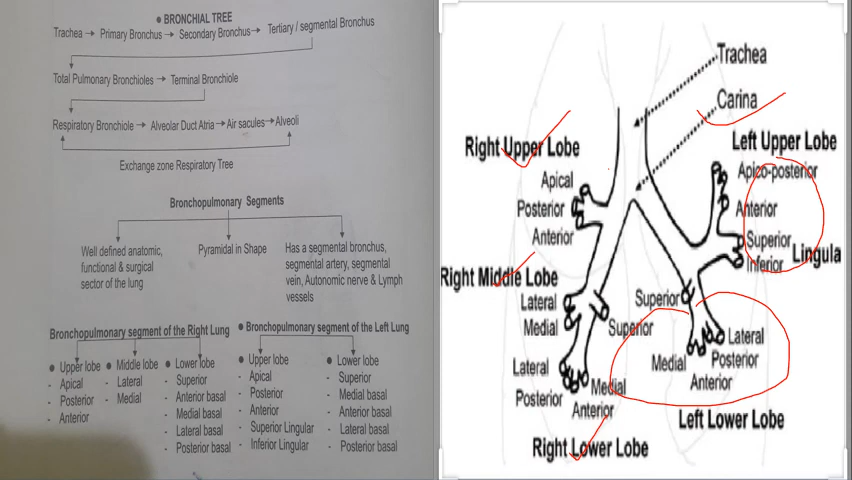 ● BRONCHIAL TREE
Trachea → Primary Bronchus → Secondary Bronchus → Tertiary / segmental Bronchus
Total Pulmonary Bronchioles → Terminal Bronchiole
Respiratory Bronchiole → Alveolar Duct Atria → Air sacules → Alveoli
Exchange zone Respiratory Tree
Bronchopulmonary Segments
Well defined anatomic,
functional & surgical
sector of the lung
Pyramidal in Shape
Has a segmental bronchus,
segmental artery, segmental
vein, Autonomic nerve & Lymph
vessels
Bronchopulmonary segment of the Right Lung
● Upper lobe
- Apical
- Posterior
- Anterior
● Middle lobe
- Lateral
- Medial
● Lower lobe
- Superior
- Anterior basal
- Medial basal
- Lateral basal
- Posterior basal
● Bronchopulmonary segment of the Left Lung
● Upper lobe
- Apical
- Posterior
- Anterior
- Superior Lingular
- Inferior Lingular
● Lower lobe
- Superior
- Medial basal
- Anterior basal
- Lateral basal
- Posterior basal
Trachea
Carina
Right Upper Lobe
Apical
Posterior
Anterior
Left Upper Lobe
Apico-posterior
Anterior
Superior
Inferior
Lingula
Right Middle Lobe
Lateral
Medial
Superior
Superior
Lateral
Posterior
Medial
Anterior
Right Lower Lobe
Lateral
Posterior
Medial
Anterior
Left Lower Lobe